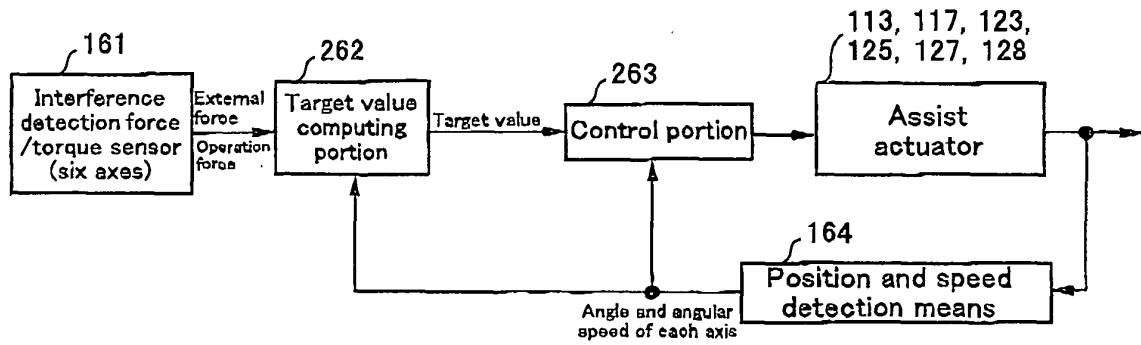 161
Interference
detection force
/torque sensor
(six axes)
External
force
Operation
force
262
Target value
computing
portion
Target value
263
Control portion
113, 117, 123,
125, 127, 128
Assist
actuator
164
Position and speed
detection means
Angle and angular
speed of each axis